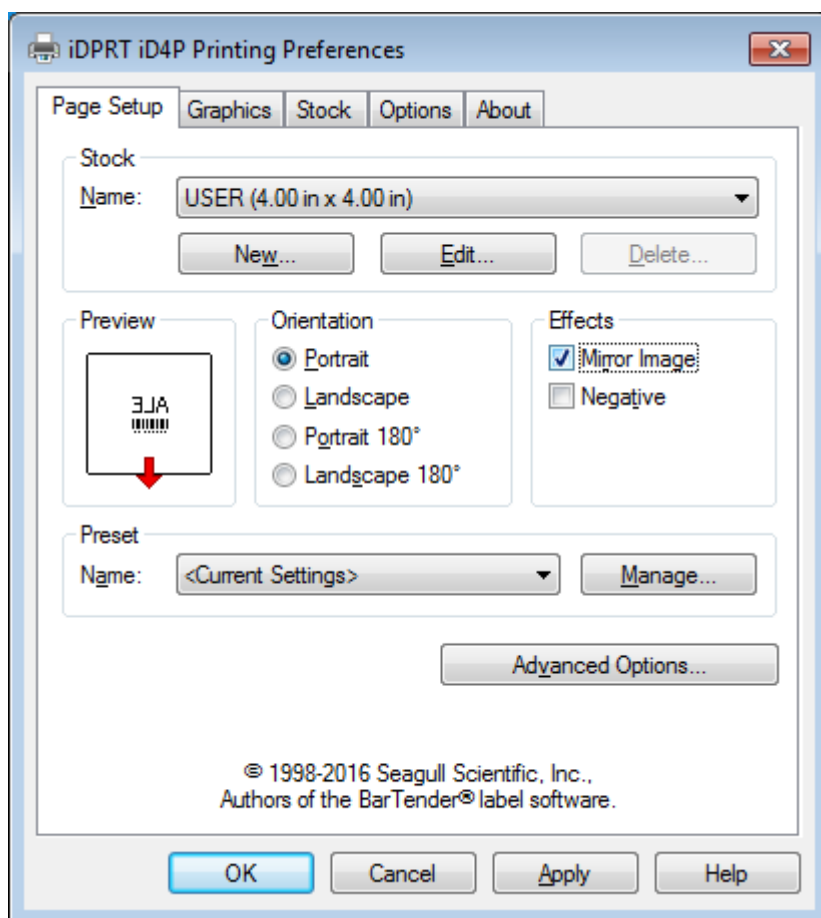 iDPRT iD4P Printing Preferences
Page Setup Graphics Stock Options About
Stock
Name: USER (4.00 in x 4.00 in)
New... Edit... Delete...
Preview
ALE
Orientation
Portrait
Landscape
Portrait 180°
Landscape 180°
Effects
Mirror Image
Negative
Preset
Name: <Current Settings> Manage...
Advanced Options...
© 1998-2016 Seagull Scientific, Inc.,
Authors of the BarTender® label software.
OK Cancel Apply Help